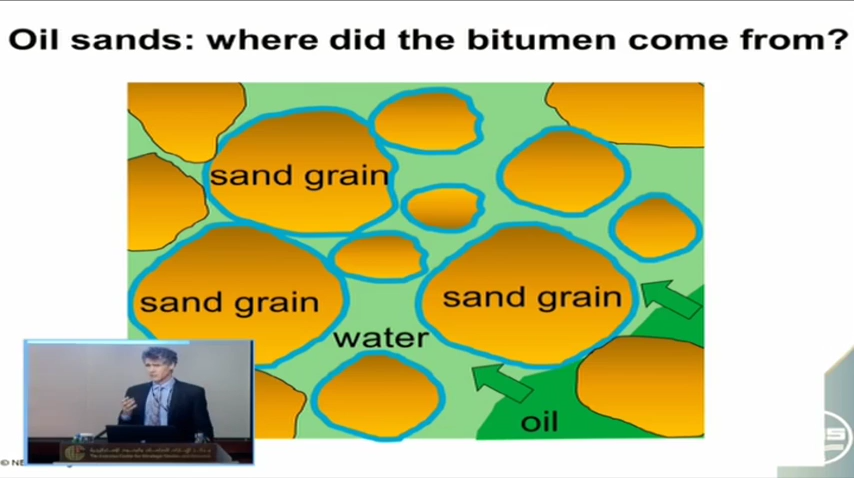 Oil sands: where did the bitumen come from?
sand grain
sand grain
sand grain
water
oil